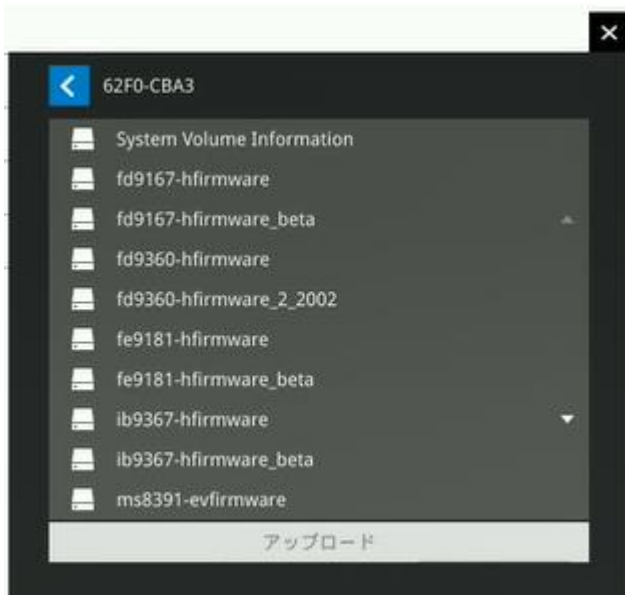 62F0-CBA3
System Volume Information
fd9167-hfirmware
fd9167-hfirmware_beta
fd9360-hfirmware
fd9360-hfirmware_2_2002
fe9181-hfirmware
fe9181-hfirmware_beta
ib9367-hfirmware
ib9367-hfirmware_beta
ms8391-evfirmware
アップロード